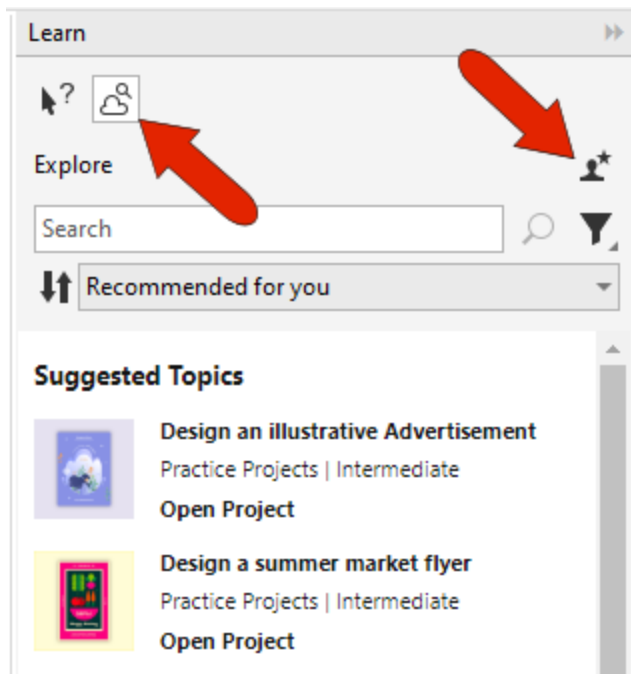 Learn
?
Explore
Search
Recommended for you
Suggested Topics
Design an illustrative Advertisement
Practice Projects | Intermediate
Open Project
Design a summer market flyer
Practice Projects | Intermediate
Open Project